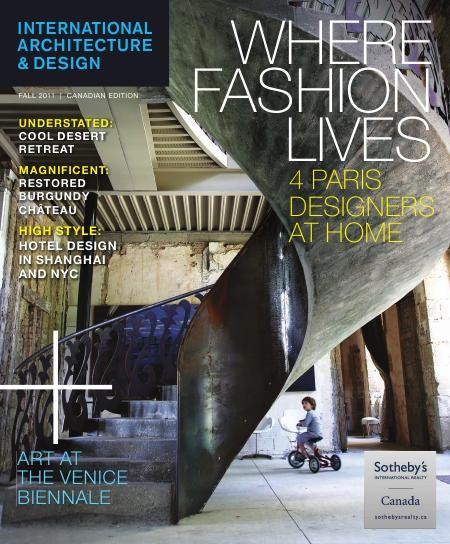 INTERNATIONAL
ARCHITECTURE
& DESIGN
FALL 2011 | CANADIAN EDITION
WHERE
FASHION
LIVES
4 PARIS
DESIGNERS
AT HOME
UNDERSTATED:
COOL DESERT
RETREAT
MAGNIFICENT:
RESTORED
BURGUNDY
CHÂTEAU
HIGH STYLE:
HOTEL DESIGN
IN SHANGHAI
AND NYC
ART AT
THE VENICE
BIENNALE
Sotheby's
INTERNATIONAL REALTY
Canada
sothebysrealty.ca